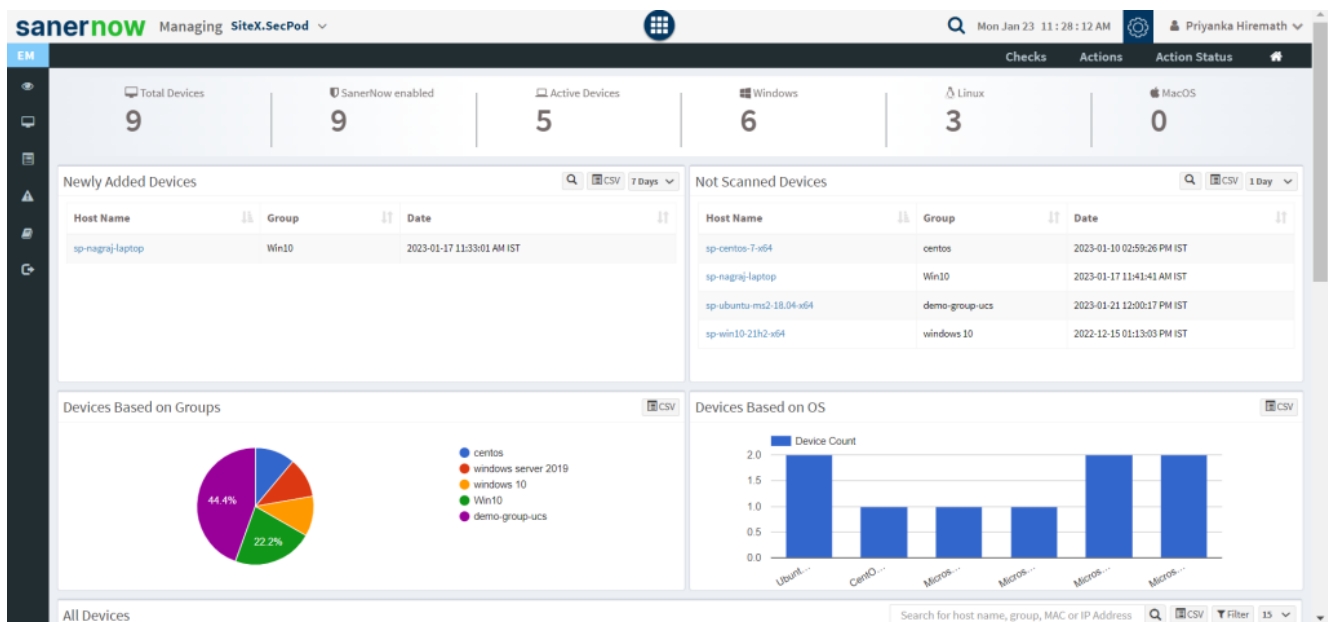 sanernow Managing SiteX.SecPod Mon Jan 23 11:28:12 AM Priyanka Hiremath
EM Checks Actions Action Status
Total Devices SanerNow enabled Active Devices Windows Linux MacOS
9 9 5 6 3 0
Newly Added Devices CSV 7 Days
Host Name Group Date
sp-nagraj-laptop Win10 2023-01-17 11:33:01 AM IST
Not Scanned Devices CSV 1 Day
Host Name Group Date
sp-centos-7-x64 centos 2023-01-10 02:59:26 PM IST
sp-nagraj-laptop Win10 2023-01-17 11:41:41 AM IST
sp-ubuntu-ms2-18.04-x64 demo-group-ucs 2023-01-21 12:00:17 PM IST
sp-win10-21h2-x64 windows 10 2022-12-15 01:13:03 PM IST
Devices Based on Groups CSV
44.4%
22.2%
centos
windows server 2019
windows 10
Win10
demo-group-ucs
Devices Based on OS CSV
Device Count
2.0
1.5
1.0
0.5
0.0
Ubunt... CentO... Micros... Micros... Micros... Micros...
All Devices Search for host name, group, MAC or IP Address CSV Filter 15